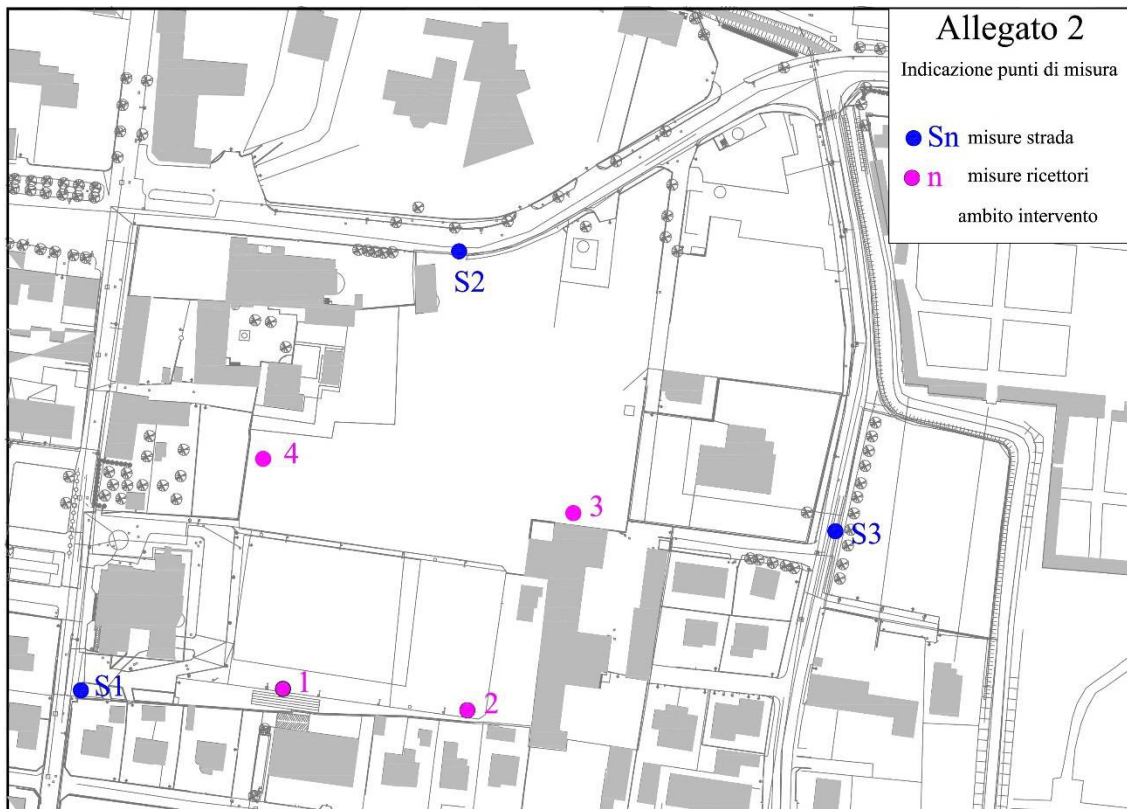 Allegato 2
Indicazione punti di misura
Sn misure strada
n misure ricettori
ambito intervento
S2
4
3
S3
S1
1
2